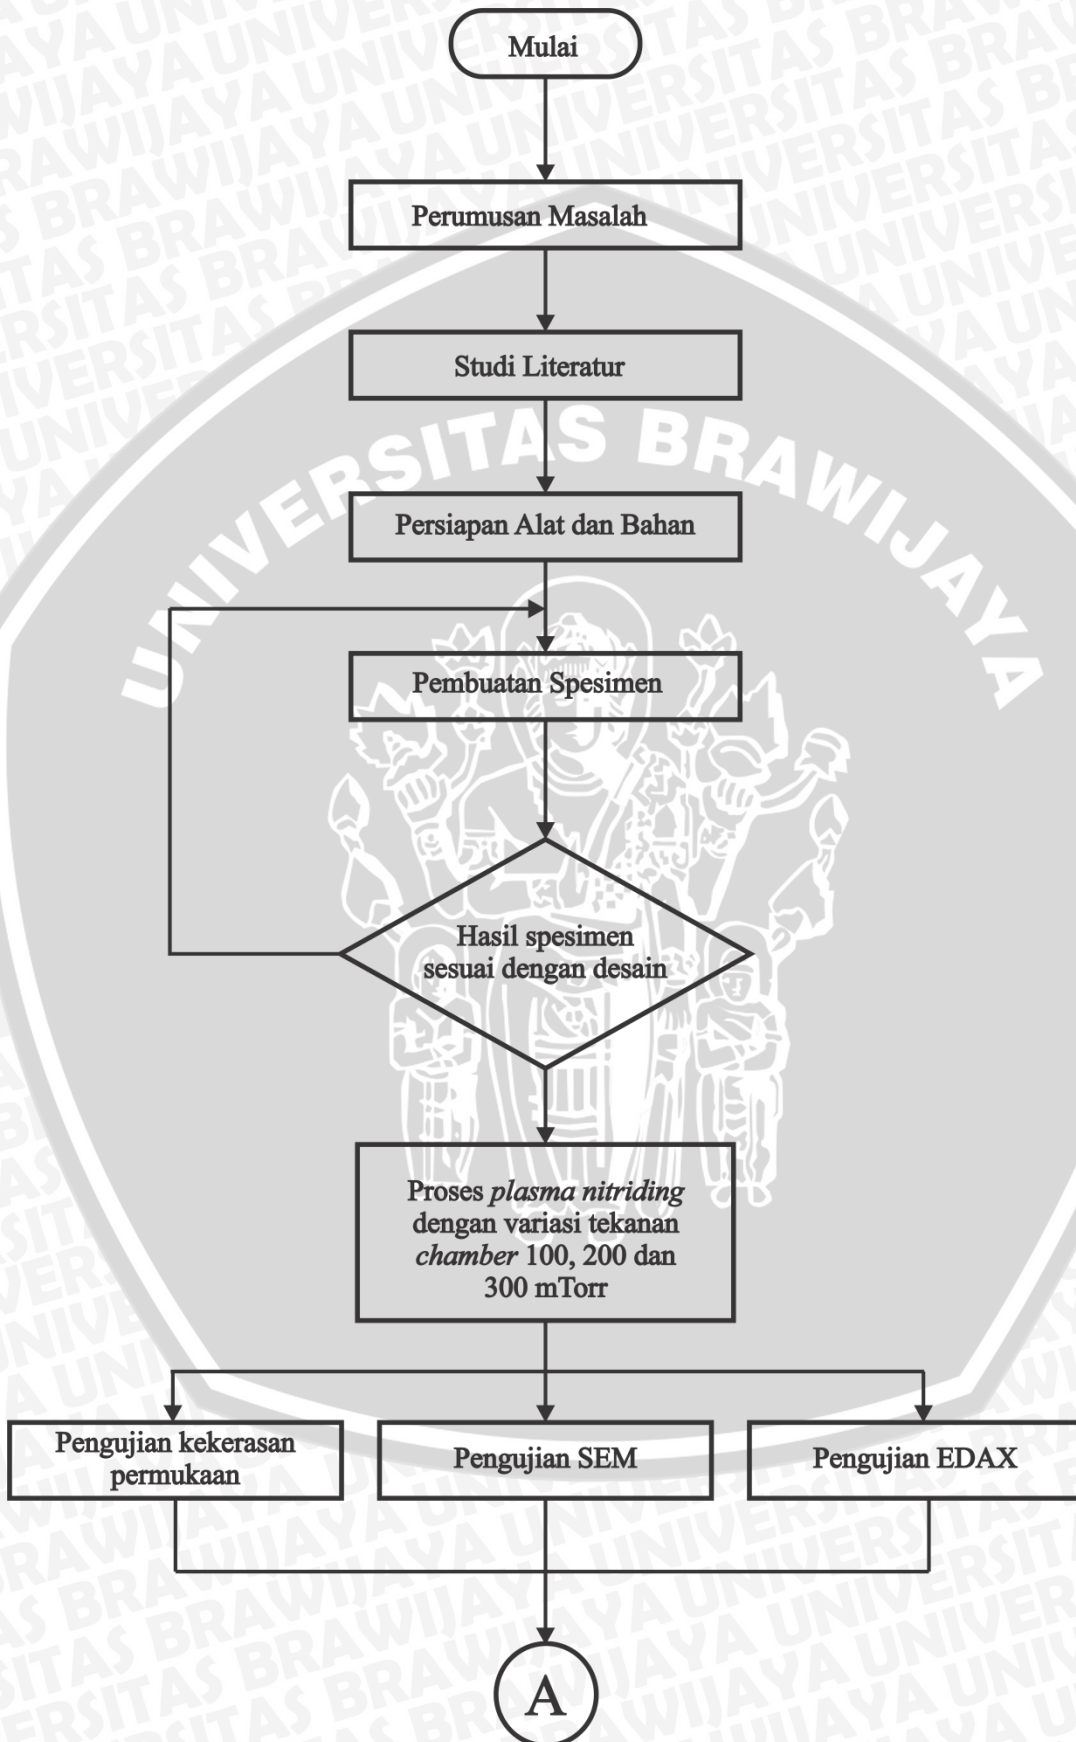 Mulai
Perumusan Masalah
Studi Literatur
UNIVERSITAS BRAWIJAYA
Persiapan Alat dan Bahan
Pembuatan Spesimen
Hasil spesimen
sesuai dengan desain
Proses plasma nitriding
dengan variasi tekanan
chamber 100, 200 dan
300 mTorr
Pengujian kekerasan
permukaan
Pengujian SEM
Pengujian EDAX
A